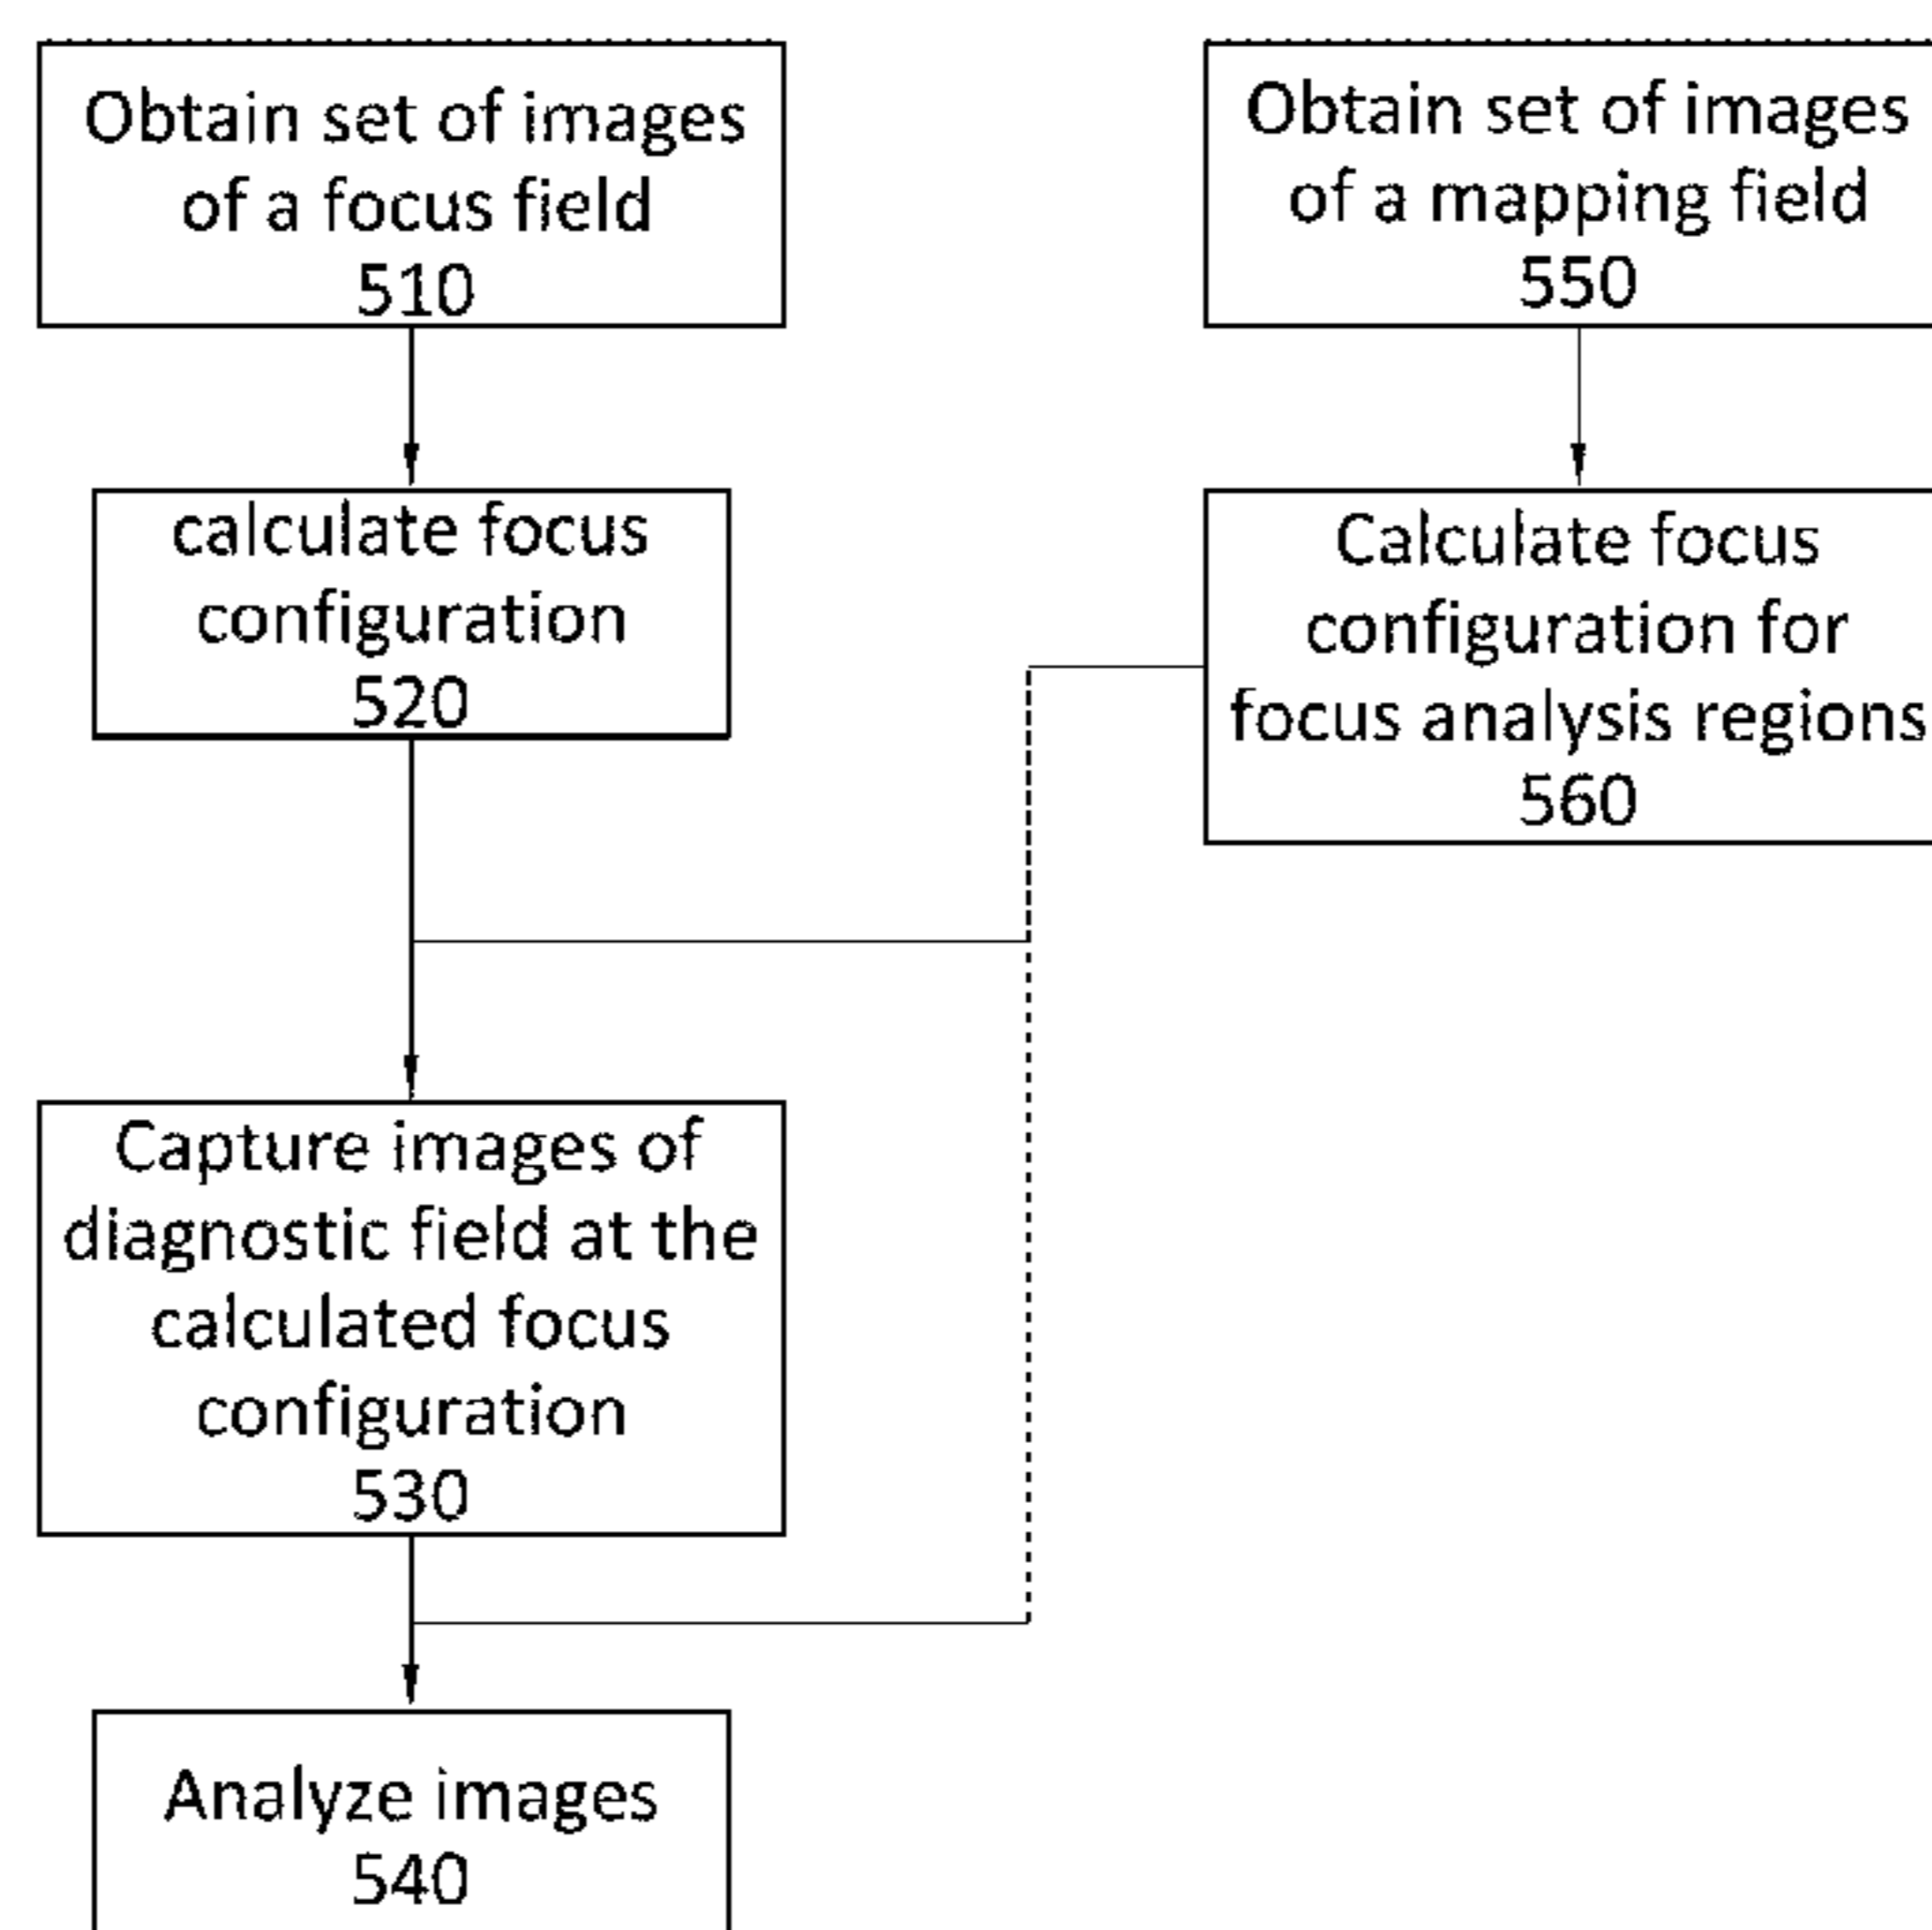 Obtain set of images
of a focus field
510
calculate focus
configuration
520
Capture images of
diagnostic field at the
calculated focus
configuration
530
Analyze images
540
Obtain set of images
of a mapping field
550
Calculate focus
configuration for
focus analysis regions
560